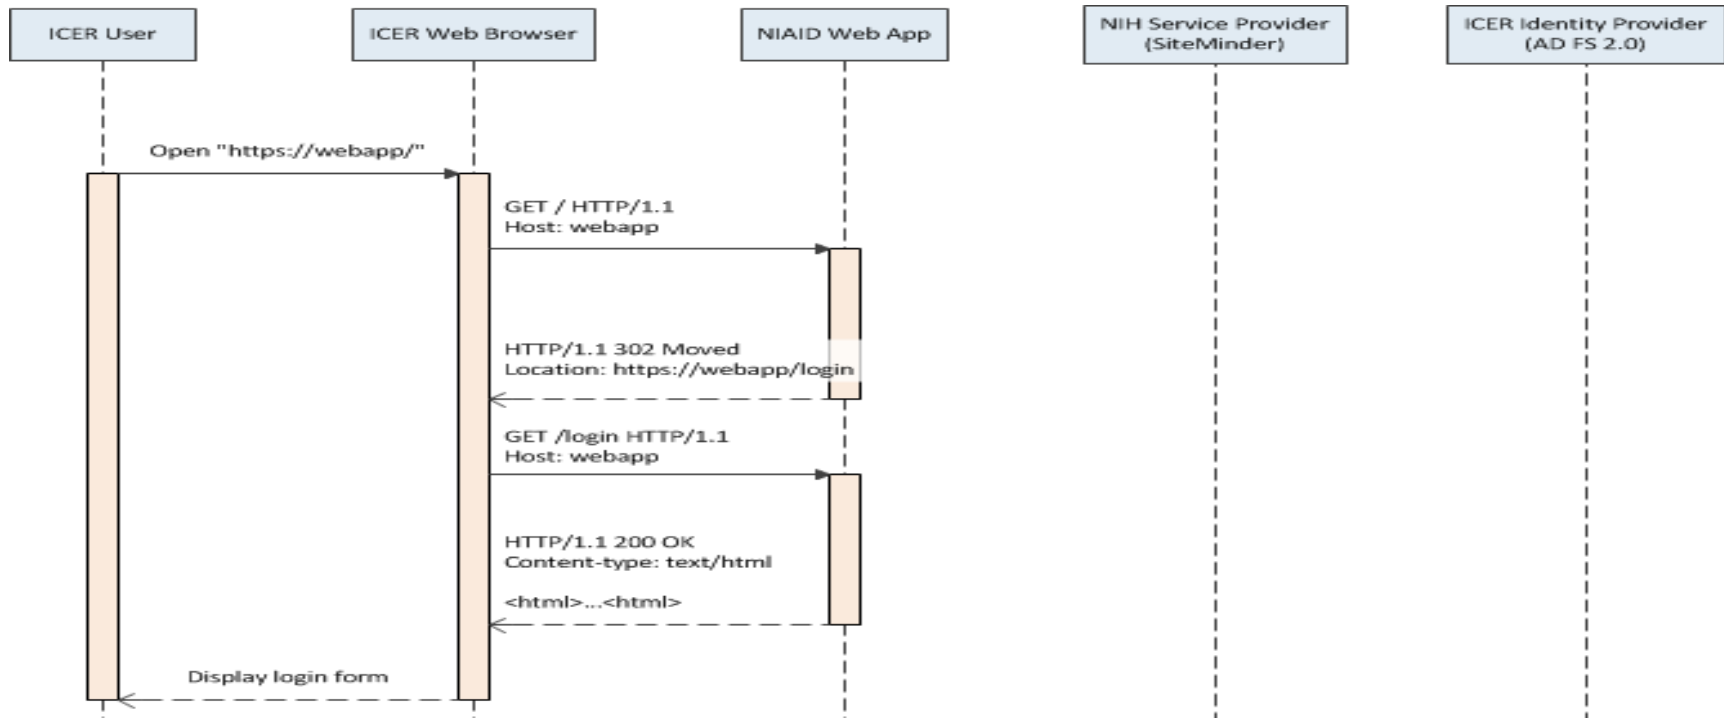 ICER User
ICER Web Browser
NIAID Web App
NIH Service Provider
(SiteMinder)
ICER Identity Provider
(AD FS 2.0)
Open "https://webapp/"
GET / HTTP/1.1
Host: webapp
HTTP/1.1 302 Moved
Location: https://webapp/login
GET /login HTTP/1.1
Host: webapp
HTTP/1.1 200 OK
Content-type: text/html
<html>...<html>
Display login form